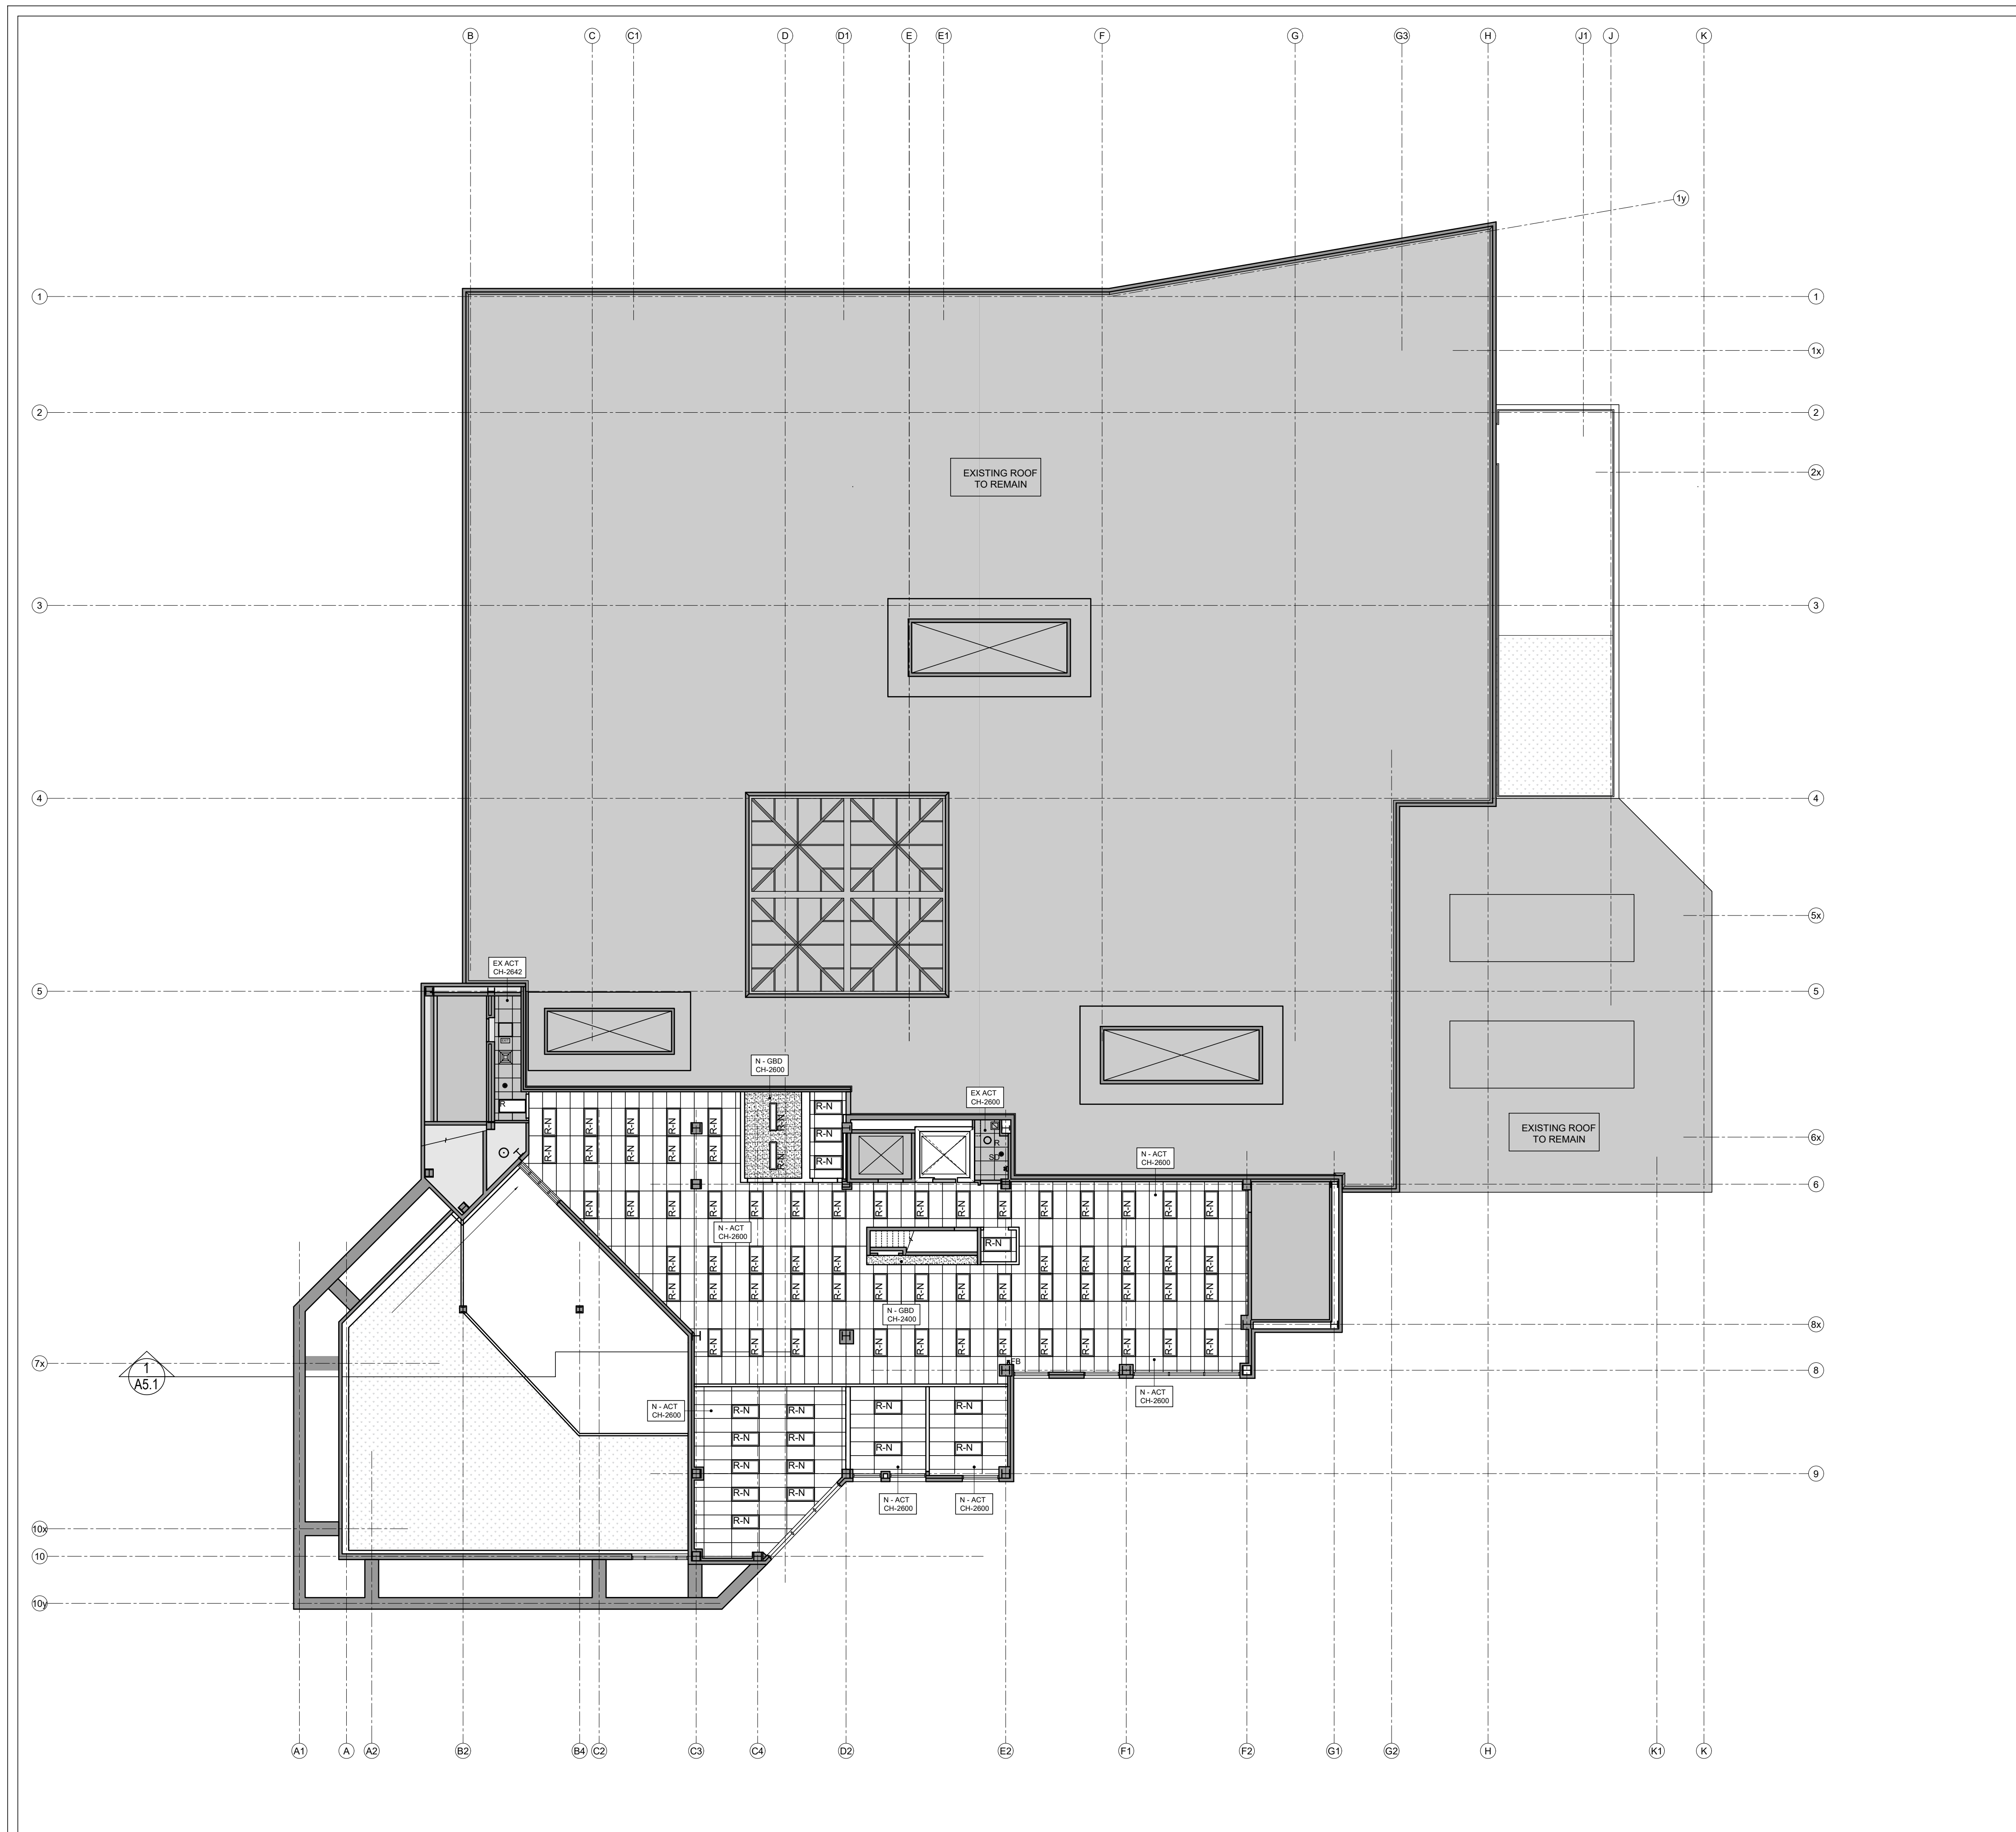 B C C1 D D1 E E1 F G G3 H J1 J K
1y
1 1
1x
2 2
EXISTING ROOF
TO REMAIN
2x
3 3
4 4
5x
EX ACT
CH-2642
5 5
N - GBD
CH-2600
EX ACT
CH-2600
R
R-N
R-N R-N R-N R-N R-N R-N
EXISTING ROOF
TO REMAIN
6x
R-N
R
SD
R-N R-N R-N R-N R-N R-N
R-N
N - ACT
CH-2600
6
R-N R-N R-N R-N R-N R-N R-N R-N R-N R-N R-N R-N R-N R-N R-N R-N
N - ACT
CH-2600
R-N
R-N R-N R-N R-N R-N R-N R-N R-N R-N R-N
R-N R-N R-N R-N R-N R-N R-N R-N R-N R-N R-N R-N R-N R-N
N - GBD
CH-2400
8x
R-N R-N R-N R-N R-N R-N R-N R-N R-N R-N R-N R-N
7x
1
A5.1
FB
8
N - ACT
CH-2600
N - ACT
CH-2600
R-N R-N R-N R-N
R-N R-N R-N R-N
R-N R-N
9
R-N R-N
N - ACT
CH-2600
N - ACT
CH-2600
R-N
10x
10
10y
A1 A A2 B2 B4 C2 C3 C4 D2 E2 F1 F2 G1 G2 H K1 K